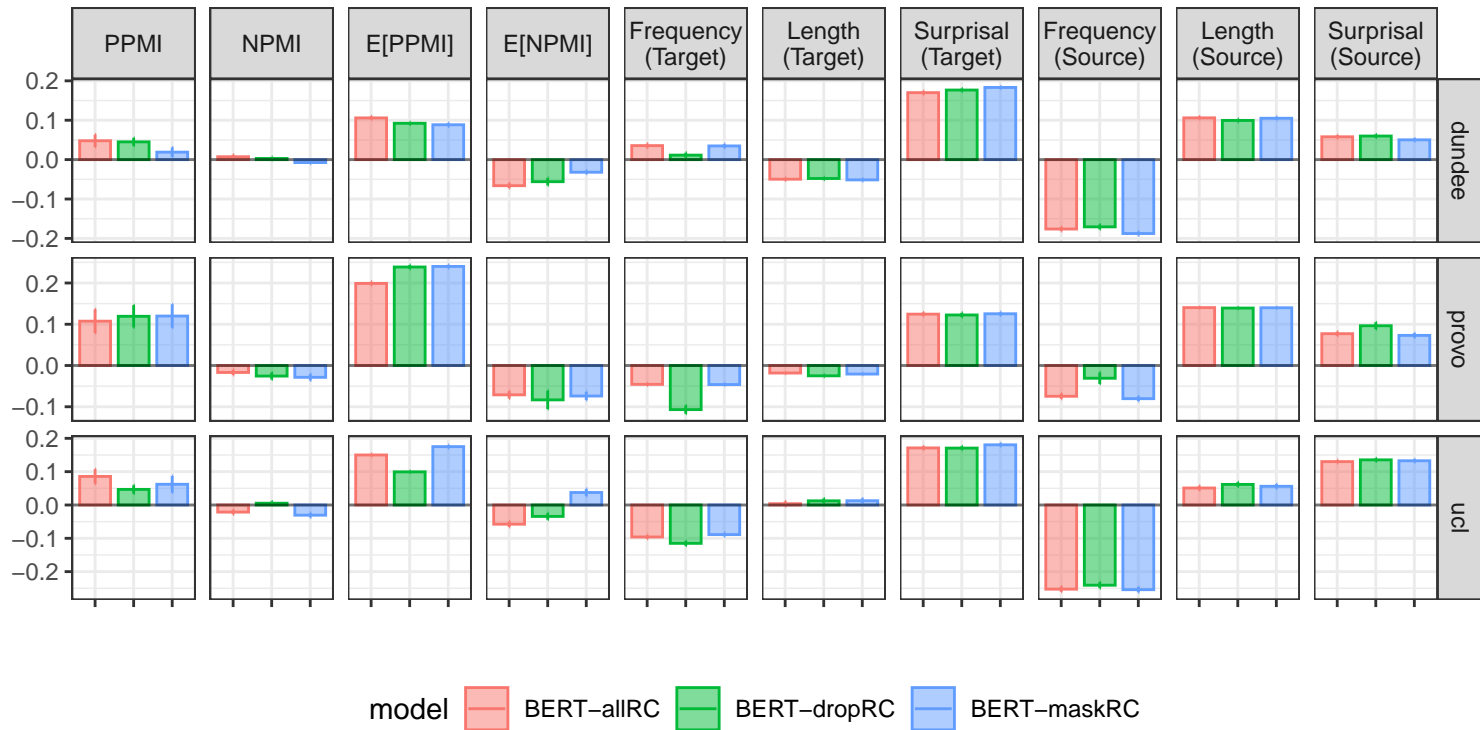 PPMI
NPMI
E[PPMI]
E[NPMI]
Frequency
(Target)
Length
(Target)
Surprisal
(Target)
Frequency
(Source)
Length
(Source)
Surprisal
(Source)
0.2
0.1
0.0
−0.1
−0.2
dundee
0.2
0.1
0.0
−0.1
provo
0.2
0.1
0.0
−0.1
−0.2
ucl
model
BERT−allRC
BERT−dropRC
BERT−maskRC